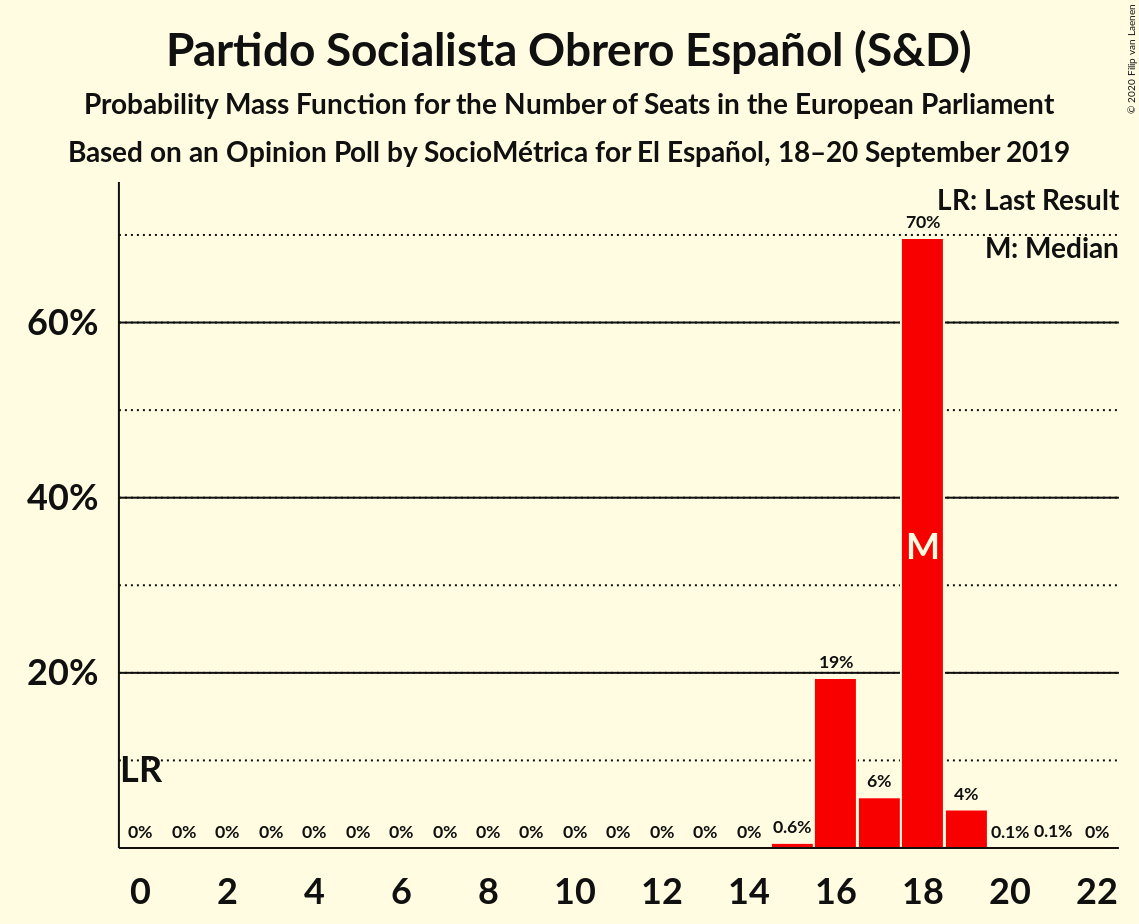 Partido Socialista Obrero Español (S&D)
Probability Mass Function for the Number of Seats in the European Parliament
Based on an Opinion Poll by SocioMétrica for El Español, 18–20 September 2019
© 2020 Filip van Laenen
LR: Last Result
M: Median
60%
40%
20%
LR
M
0% 0% 0% 0% 0% 0% 0% 0% 0% 0% 0% 0% 0% 0% 0% 0.6% 19% 6% 70% 4% 0.1% 0.1% 0%
0 2 4 6 8 10 12 14 16 18 20 22